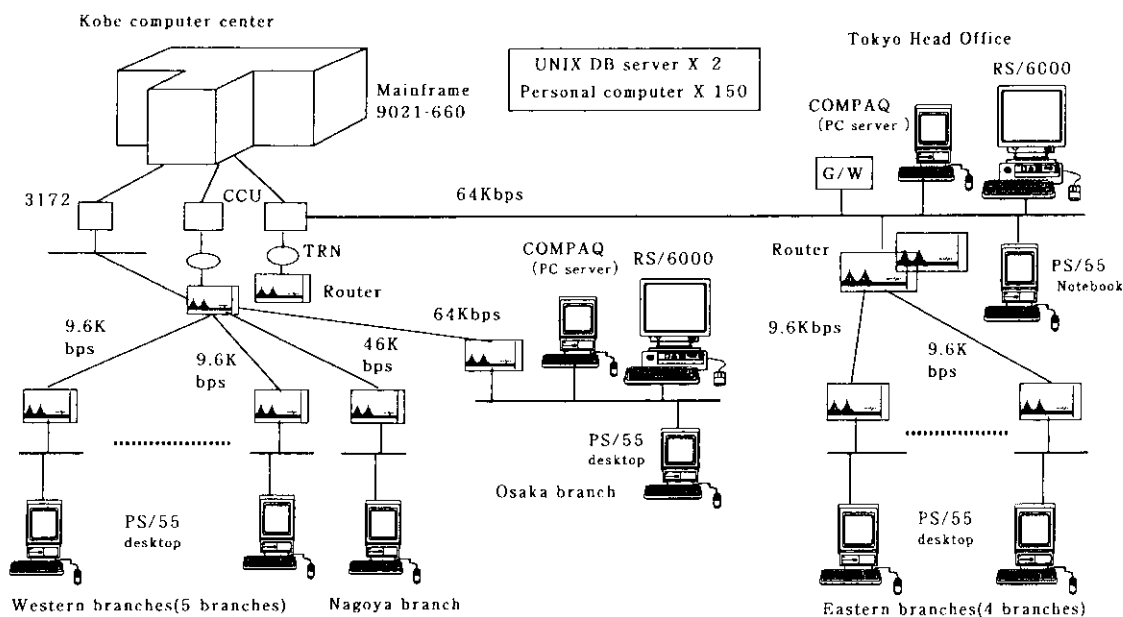 Kobe computer center
Mainframe
9021-660
UNIX DB server X 2
Personal computer X 150
Tokyo Head Office
RS/6000
COMPAQ
(PC server)
G/W
3172
CCU
64Kbps
TRN
Router
COMPAQ
(PC server)
RS/6000
Router
PS/55
Notebook
64Kbps
9.6K
bps
9.6K
bps
46K
bps
9.6Kbps
9.6K
bps
PS/55
desktop
Osaka branch
PS/55
desktop
PS/55
desktop
Western branches(5 branches)
Nagoya branch
Eastern branches(4 branches)